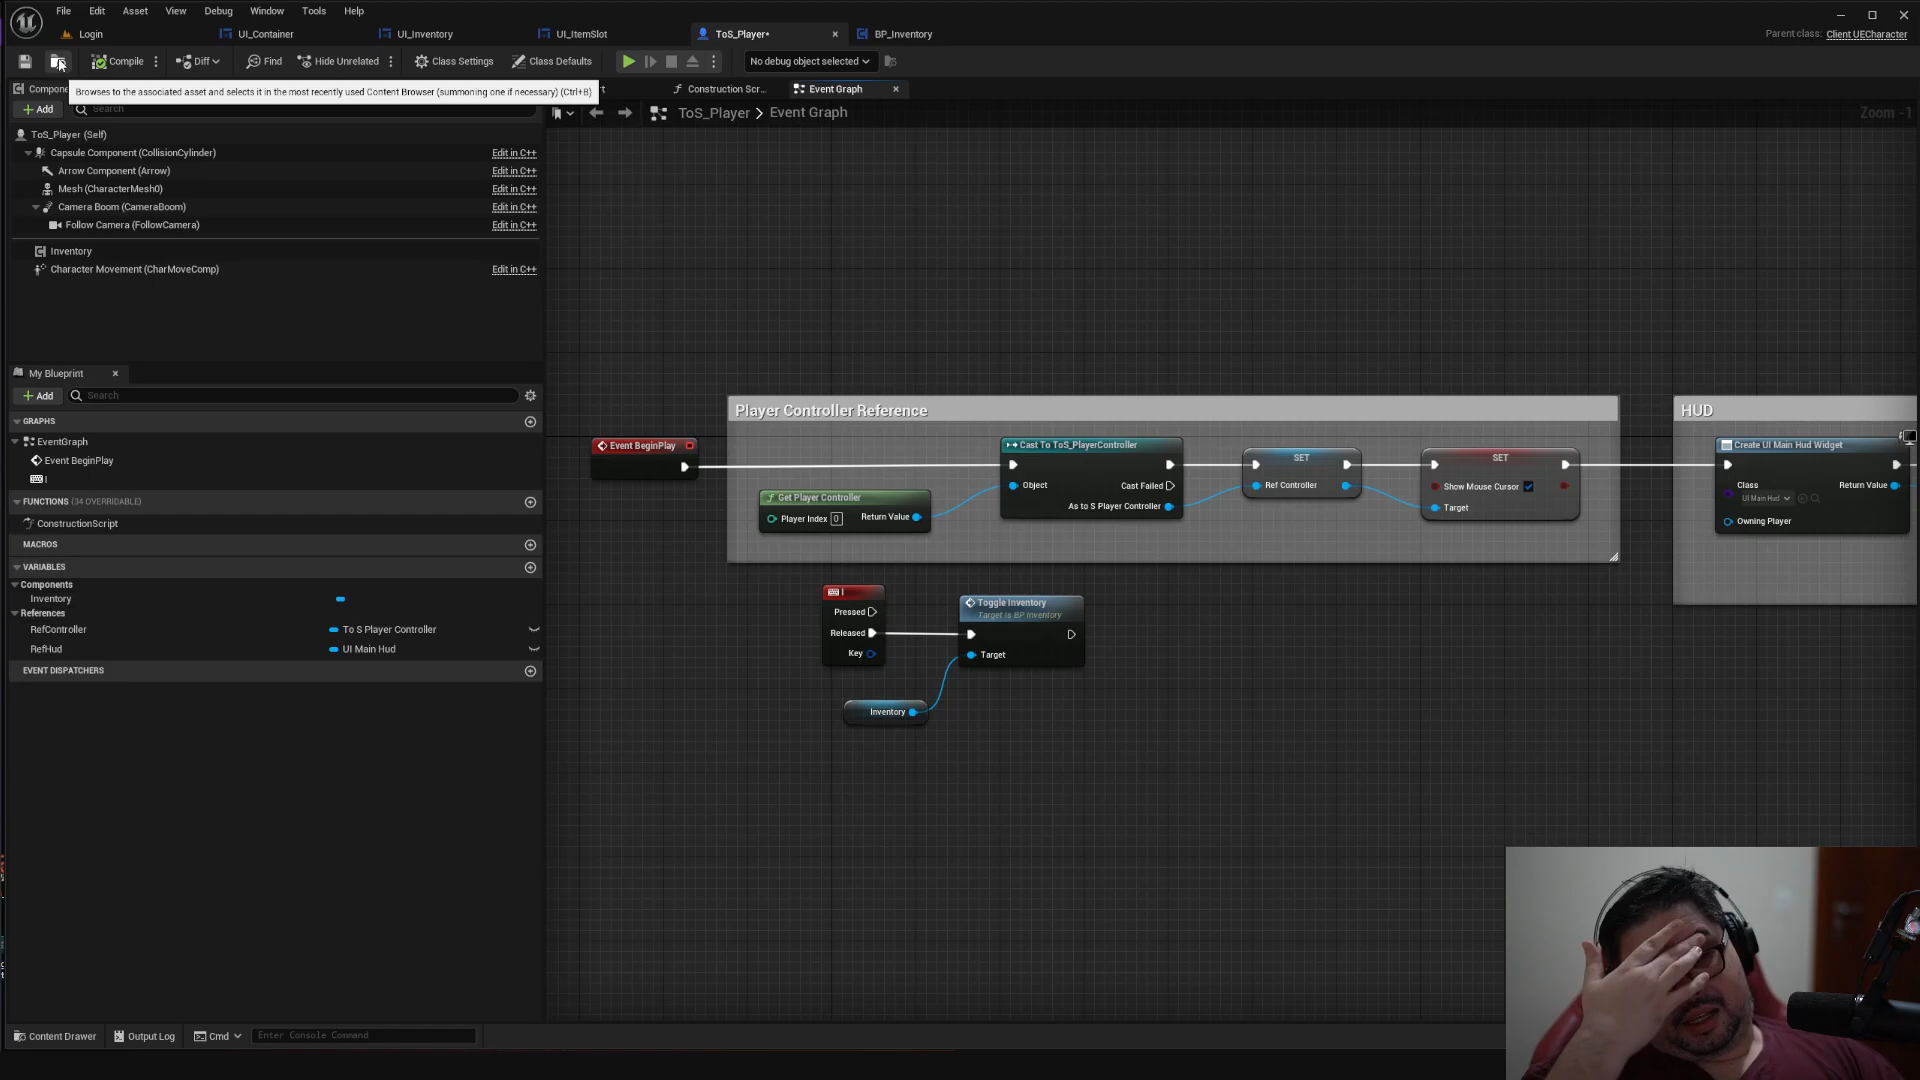 File Edit Asset View Debug Window Tools Help
Login UI_Container UI_Inventory UI_ItemSlot ToS_Player• BP_Inventory Parent class: Client UECharacter
Compile Diff Find Hide Unrelated Class Settings Class Defaults No debug object selected
Browses to the associated asset and selects it in the most recently used Content Browser (summoning one if necessary) (Ctrl+B)
Construction Scr... Event Graph
Add Search
ToS_Player > Event Graph Zoom -1
ToS_Player (Self)
Capsule Component (CollisionCylinder) Edit in C++
Arrow Component (Arrow) Edit in C++
Mesh (CharacterMesh0) Edit in C++
Camera Boom (CameraBoom) Edit in C++
Follow Camera (FollowCamera) Edit in C++
Inventory
Character Movement (CharMoveComp) Edit in C++
My Blueprint
Add Search
GRAPHS
EventGraph
Event BeginPlay
I
FUNCTIONS (34 OVERRIDABLE)
ConstructionScript
MACROS
VARIABLES
Components
Inventory
References
RefController To S Player Controller
RefHud UI Main Hud
EVENT DISPATCHERS
Player Controller Reference
Event BeginPlay
Get Player Controller
Player Index 0 Return Value
Cast To ToS_PlayerController
Object Cast Failed
As to S Player Controller
SET
Ref Controller
SET
Show Mouse Cursor
Target
HUD
Create UI Main Hud Widget
Class Return Value
UI Main Hud
Owning Player
I
Pressed
Released
Key
Toggle Inventory
Target is BP Inventory
Target
Inventory
Content Drawer Output Log Cmd Enter Console Command